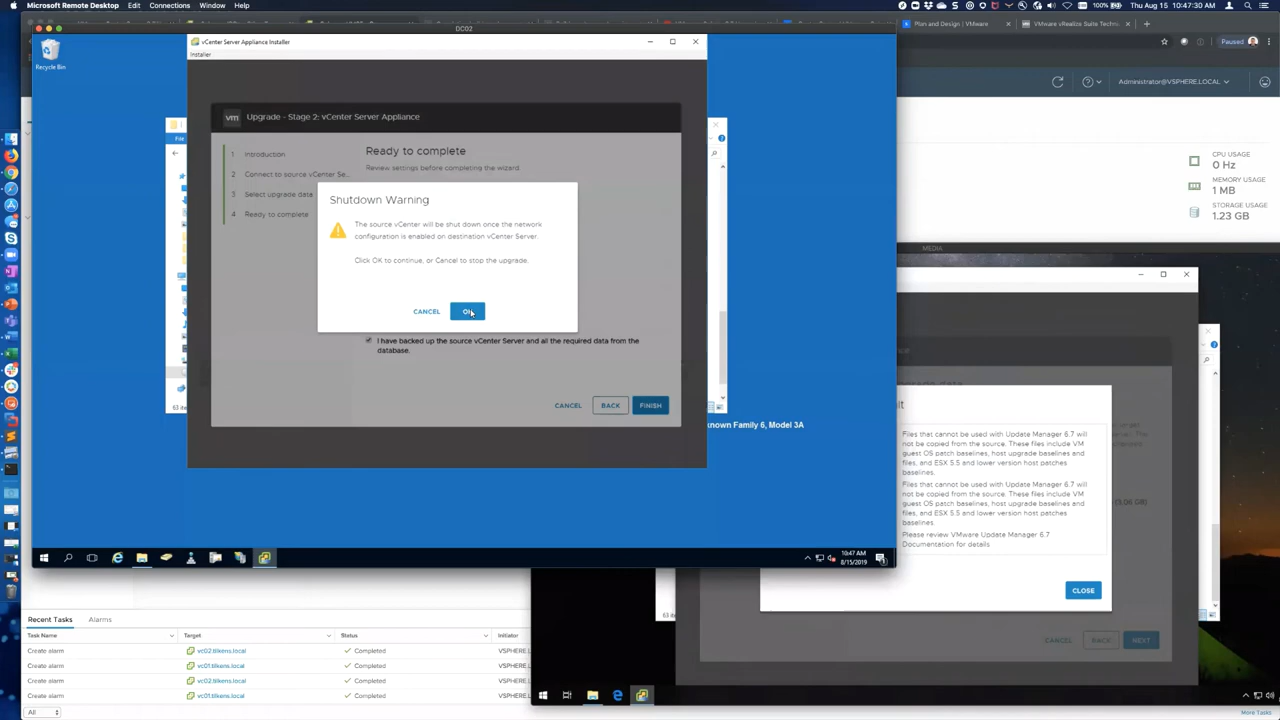 Microsoft Remote Desktop Edit Connections Window Help
100% Fri 10:47:30 AM
Plan and Design | VMware
VMware vRealize Suite Techn
DC02
Paused
Recycle Bin
vCenter Server Appliance Installer
Installer
Administrator@VSPHERE.LOCAL
vm Upgrade - Stage 2: vCenter Server Appliance
File
1 Introduction
2 Connect to source vCenter Se...
3 Select upgrade data
4 Ready to complete
Ready to complete
Review settings before completing the wizard
Shutdown Warning
The source vCenter will be shut down once the network
configuration is enabled on destination vCenter Server.
Click OK to continue, or Cancel to stop the upgrade.
CANCEL
I have backed up the source vCenter Server and all the required data from the
database.
CANCEL BACK FINISH
CPU USAGE
0 Hz
MEMORY USAGE
1 MB
STORAGE USAGE
1.23 GB
MEDIA
known Family 6, Model 3A
Files that cannot be used with Update Manager 6.7 will
not be copied from the source. These files include VM
guest OS patch baselines, host upgrade baselines and
files, and ESX 5.5 and lower version host patches
baselines.
Files that cannot be used with Update Manager 6.7 will
not be copied from the source. These files include VM
guest OS patch baselines, host upgrade baselines and
files, and ESX 5.5 and lower version host patches
baselines
Please review VMware Update Manager 6.7
Documentation for details
CLOSE
CANCEL BACK NEXT
10:47 AM
8/15/2019
Recent Tasks Alarms
Task Name Target Status Initiator
Create alarm vc02.tilkens.local Completed VSPHERE.L
Create alarm vc01.tilkens.local Completed VSPHERE.L
Create alarm vc02.tilkens.local Completed VSPHERE.L
Create alarm vc01.tilkens.local Completed VSPHERE.L
All
More Tasks